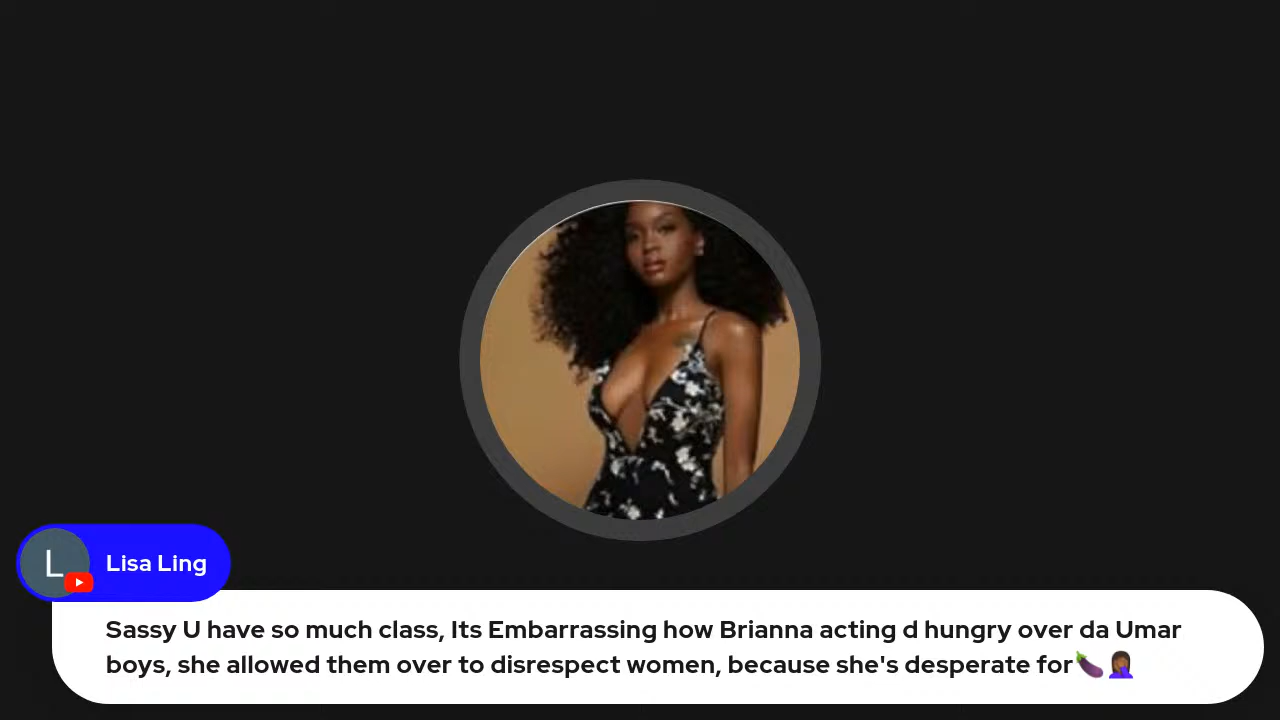 L
Lisa Ling
Sassy U have so much class, Its Embarrassing how Brianna acting d hungry over da Umar
boys, she allowed them over to disrespect women, because she's desperate for🍆🤦🏾‍♀️